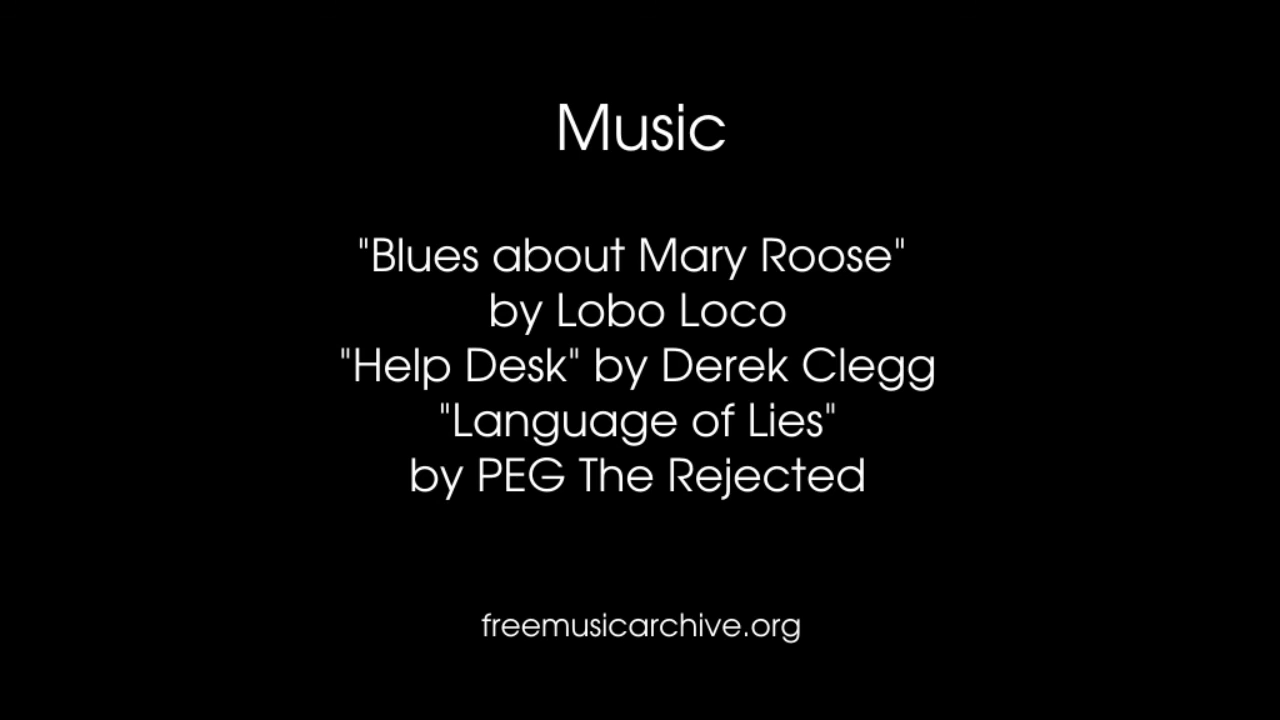 Music
"Blues about Mary Roose"
by Lobo Loco
"Help Desk" by Derek Clegg
"Language of Lies"
by PEG The Rejected
freemusicarchive.org